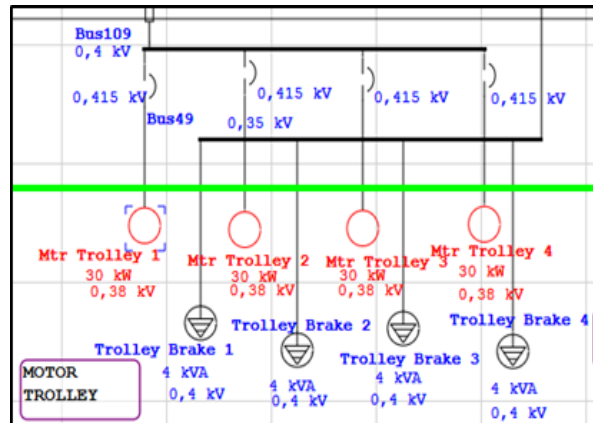 Bus109
0,4 kV
0,415 kV
0,415 kV
0,415 kV
0,415 kV
Bus49
0,35 kV
Mtr Trolley 1
30 kW
0,38 kV
Mtr Trolley 2
30 kW
0,38 kV
Mtr Trolley 3
30 kW
0,38 kV
Mtr Trolley 4
30 kW
0,38 kV
Trolley Brake 1
4 kVA
0,4 kV
Trolley Brake 2
4 kVA
0,4 kV
Trolley Brake 3
4 kVA
0,4 kV
Trolley Brake 4
4 kVA
0,4 kV
MOTOR
TROLLEY